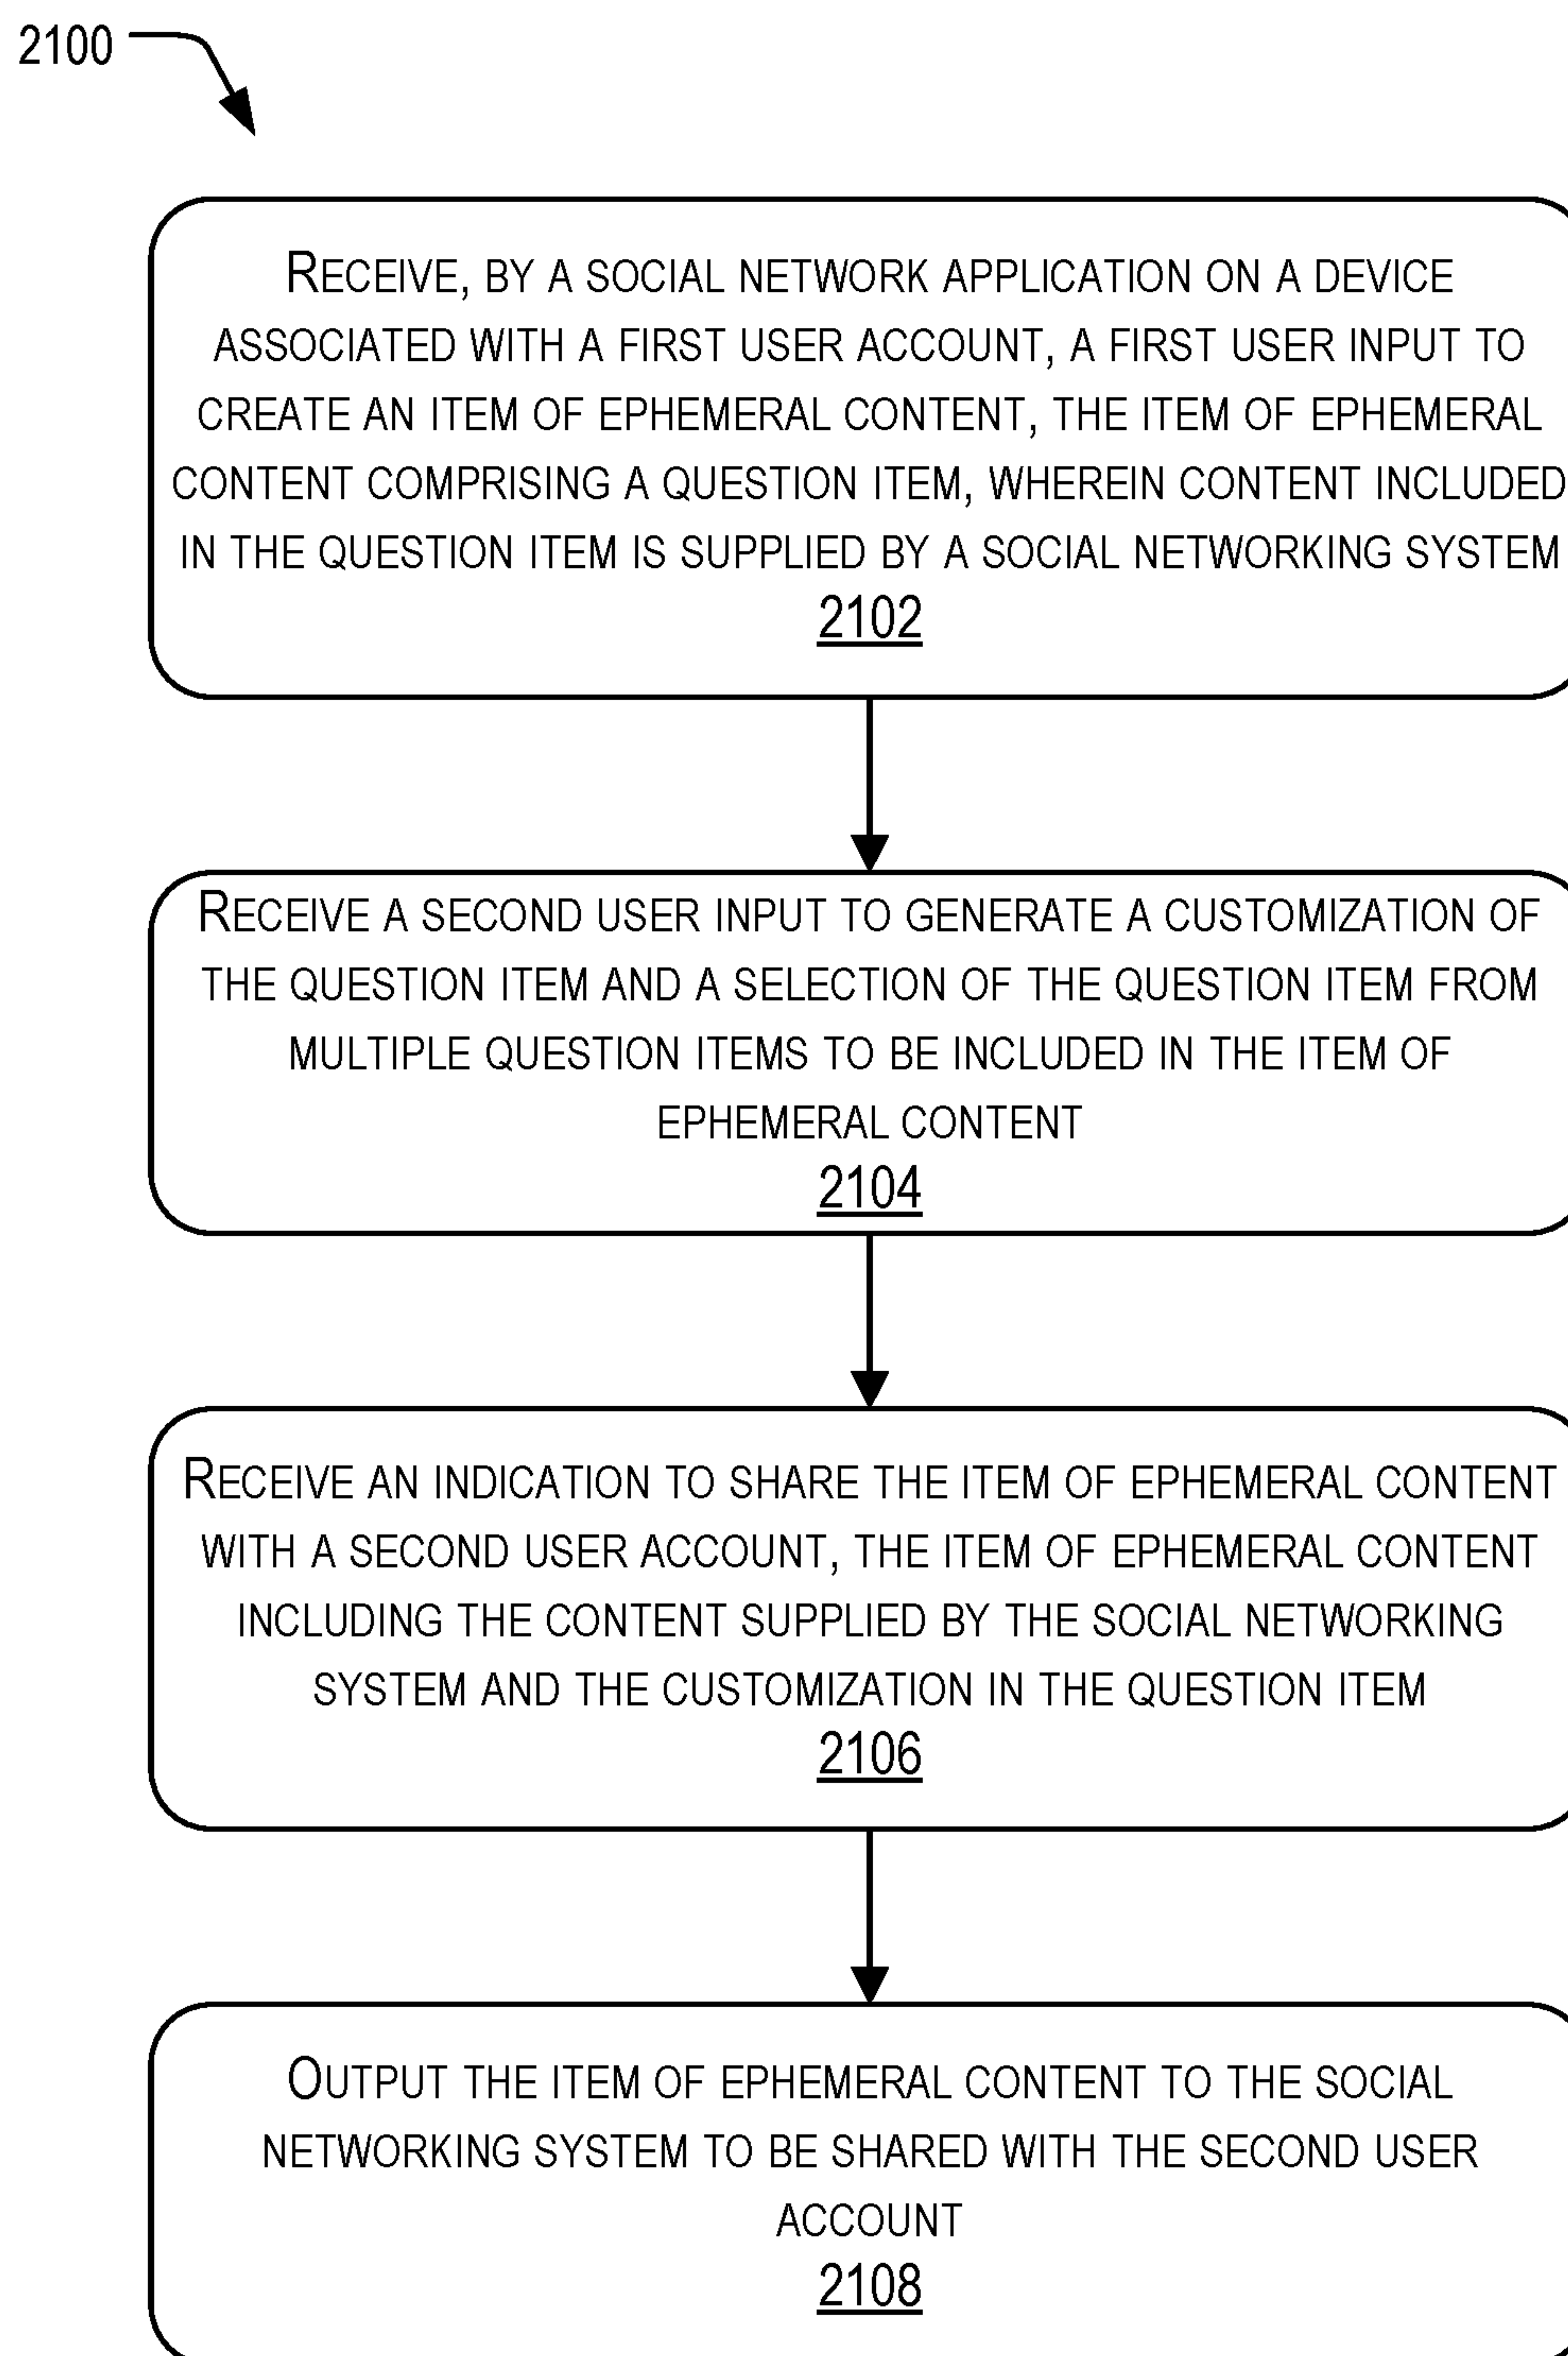 2100
RECEIVE, BY A SOCIAL NETWORK APPLICATION ON A DEVICE
ASSOCIATED WITH A FIRST USER ACCOUNT, A FIRST USER INPUT TO
CREATE AN ITEM OF EPHEMERAL CONTENT, THE ITEM OF EPHEMERAL
CONTENT COMPRISING A QUESTION ITEM, WHEREIN CONTENT INCLUDED
IN THE QUESTION ITEM IS SUPPLIED BY A SOCIAL NETWORKING SYSTEM
2102
RECEIVE A SECOND USER INPUT TO GENERATE A CUSTOMIZATION OF
THE QUESTION ITEM AND A SELECTION OF THE QUESTION ITEM FROM
MULTIPLE QUESTION ITEMS TO BE INCLUDED IN THE ITEM OF
EPHEMERAL CONTENT
2104
RECEIVE AN INDICATION TO SHARE THE ITEM OF EPHEMERAL CONTENT
WITH A SECOND USER ACCOUNT, THE ITEM OF EPHEMERAL CONTENT
INCLUDING THE CONTENT SUPPLIED BY THE SOCIAL NETWORKING
SYSTEM AND THE CUSTOMIZATION IN THE QUESTION ITEM
2106
OUTPUT THE ITEM OF EPHEMERAL CONTENT TO THE SOCIAL
NETWORKING SYSTEM TO BE SHARED WITH THE SECOND USER
ACCOUNT
2108